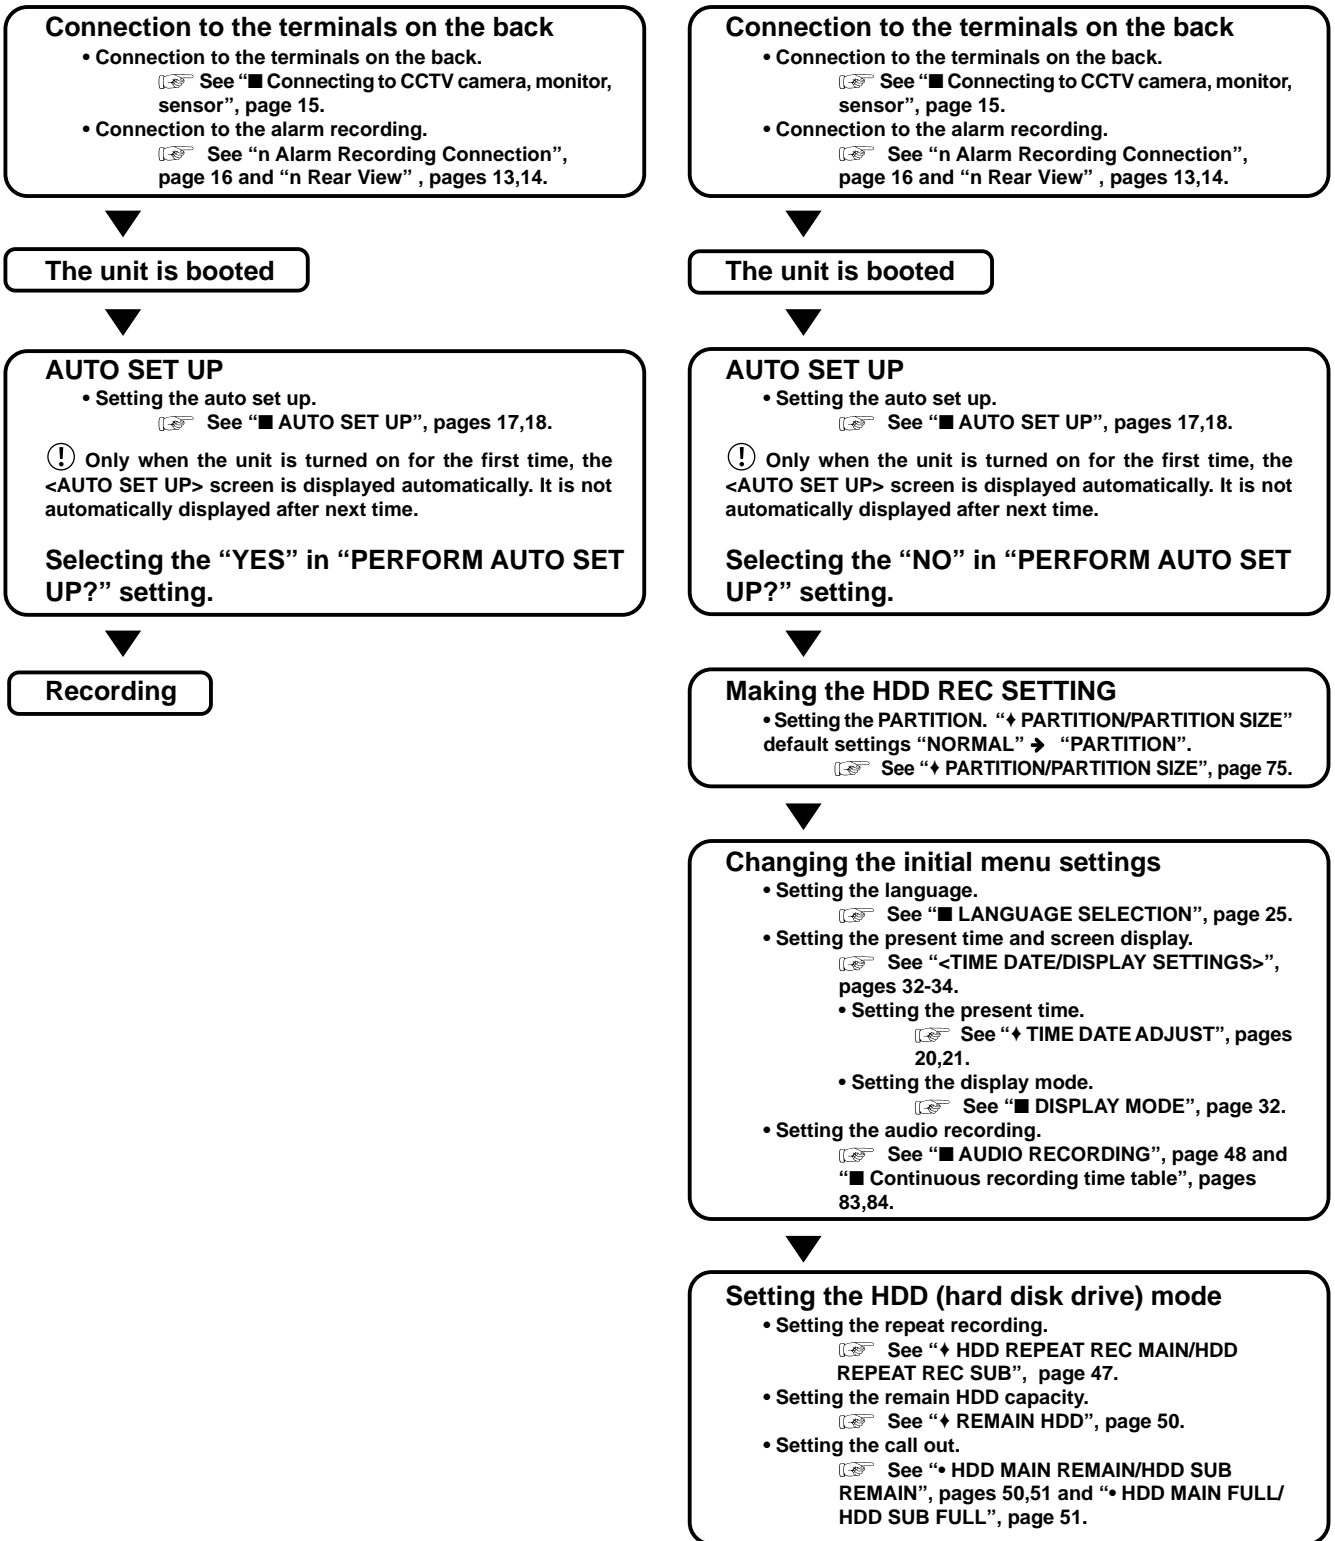 Connection to the terminals on the back
• Connection to the terminals on the back.
☞ See “■ Connecting to CCTV camera, monitor,
sensor”, page 15.
• Connection to the alarm recording.
☞ See “n Alarm Recording Connection”,
page 16 and “n Rear View” , pages 13,14.
The unit is booted
AUTO SET UP
• Setting the auto set up.
☞ See “■ AUTO SET UP”, pages 17,18.
! Only when the unit is turned on for the first time, the
<AUTO SET UP> screen is displayed automatically. It is not
automatically displayed after next time.
Selecting the “YES” in “PERFORM AUTO SET
UP?” setting.
Recording
Connection to the terminals on the back
• Connection to the terminals on the back.
☞ See “■ Connecting to CCTV camera, monitor,
sensor”, page 15.
• Connection to the alarm recording.
☞ See “n Alarm Recording Connection”,
page 16 and “n Rear View” , pages 13,14.
The unit is booted
AUTO SET UP
• Setting the auto set up.
☞ See “■ AUTO SET UP”, pages 17,18.
! Only when the unit is turned on for the first time, the
<AUTO SET UP> screen is displayed automatically. It is not
automatically displayed after next time.
Selecting the “NO” in “PERFORM AUTO SET
UP?” setting.
Making the HDD REC SETTING
• Setting the PARTITION. “♦ PARTITION/PARTITION SIZE”
default settings “NORMAL” ➔ “PARTITION”.
☞ See “♦ PARTITION/PARTITION SIZE”, page 75.
Changing the initial menu settings
• Setting the language.
☞ See “■ LANGUAGE SELECTION”, page 25.
• Setting the present time and screen display.
☞ See “<TIME DATE/DISPLAY SETTINGS>”,
pages 32-34.
• Setting the present time.
☞ See “♦ TIME DATE ADJUST”, pages
20,21.
• Setting the display mode.
☞ See “■ DISPLAY MODE”, page 32.
• Setting the audio recording.
☞ See “■ AUDIO RECORDING”, page 48 and
“■ Continuous recording time table”, pages
83,84.
Setting the HDD (hard disk drive) mode
• Setting the repeat recording.
☞ See “♦ HDD REPEAT REC MAIN/HDD
REPEAT REC SUB”, page 47.
• Setting the remain HDD capacity.
☞ See “♦ REMAIN HDD”, page 50.
• Setting the call out.
☞ See “• HDD MAIN REMAIN/HDD SUB
REMAIN”, pages 50,51 and “• HDD MAIN FULL/
HDD SUB FULL”, page 51.